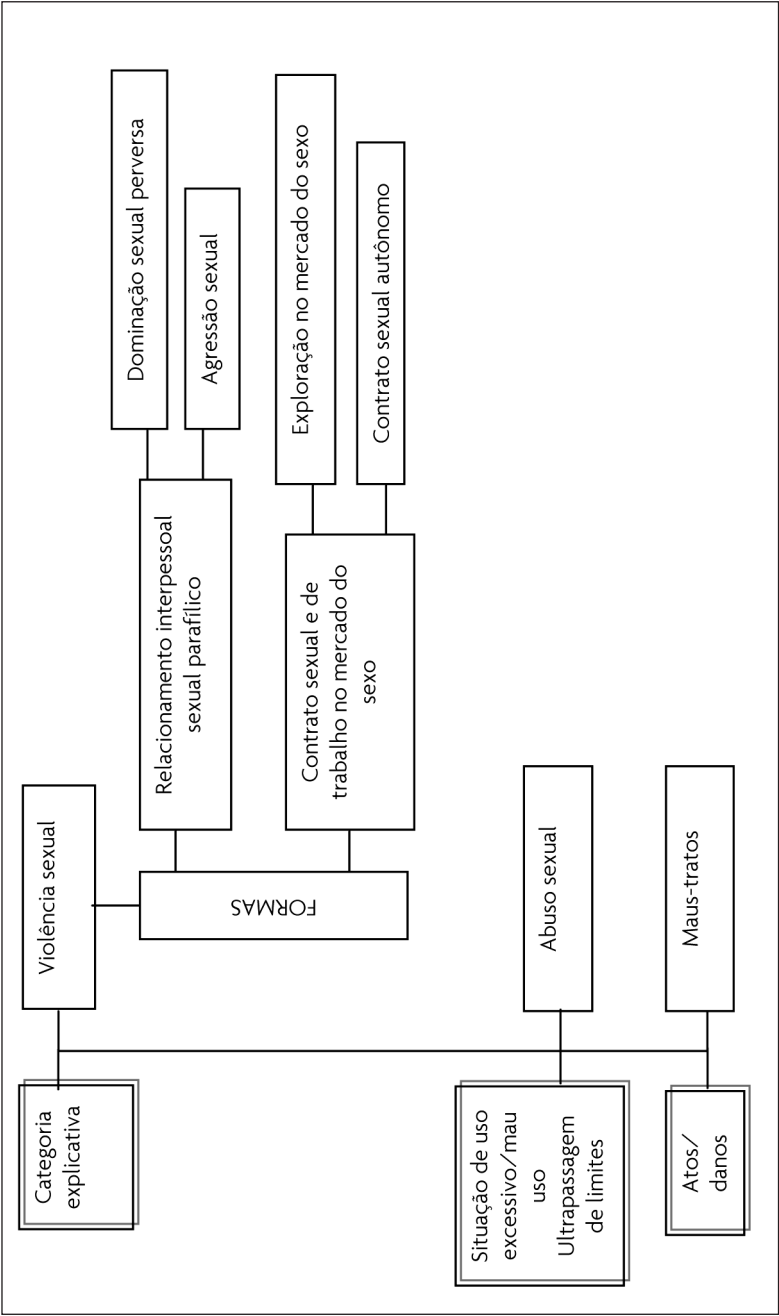 Categoria
explicativa
Violência sexual
FORMAS
Relacionamento interpessoal
sexual parafílico
Dominação sexual perversa
Agressão sexual
Contrato sexual e de
trabalho no mercado do
sexo
Exploração no mercado do sexo
Contrato sexual autônomo
Situação de uso
excessivo/mau
uso
Ultrapassagem
de limites
Abuso sexual
Atos/
danos
Maus-tratos